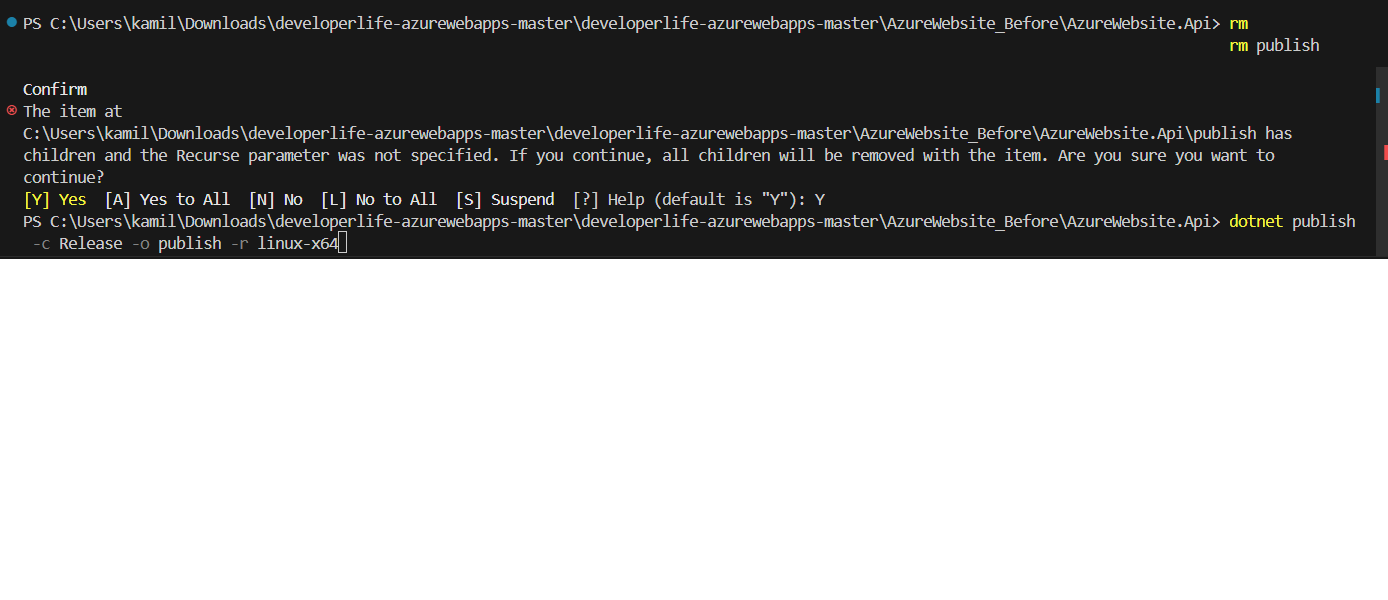 PS C:\Users\kamil\Downloads\developerlife-azurewebapps-master\developerlife-azurewebapps-master\AzureWebsite_Before\AzureWebsite.Api> rm
rm publish
Confirm
The item at
C:\Users\kamil\Downloads\developerlife-azurewebapps-master\developerlife-azurewebapps-master\AzureWebsite_Before\AzureWebsite.Api\publish has
children and the Recurse parameter was not specified. If you continue, all children will be removed with the item. Are you sure you want to
continue?
[Y] Yes  [A] Yes to All  [N] No  [L] No to All  [S] Suspend  [?] Help (default is "Y"): Y
PS C:\Users\kamil\Downloads\developerlife-azurewebapps-master\developerlife-azurewebapps-master\AzureWebsite_Before\AzureWebsite.Api> dotnet publish
-c Release -o publish -r linux-x64